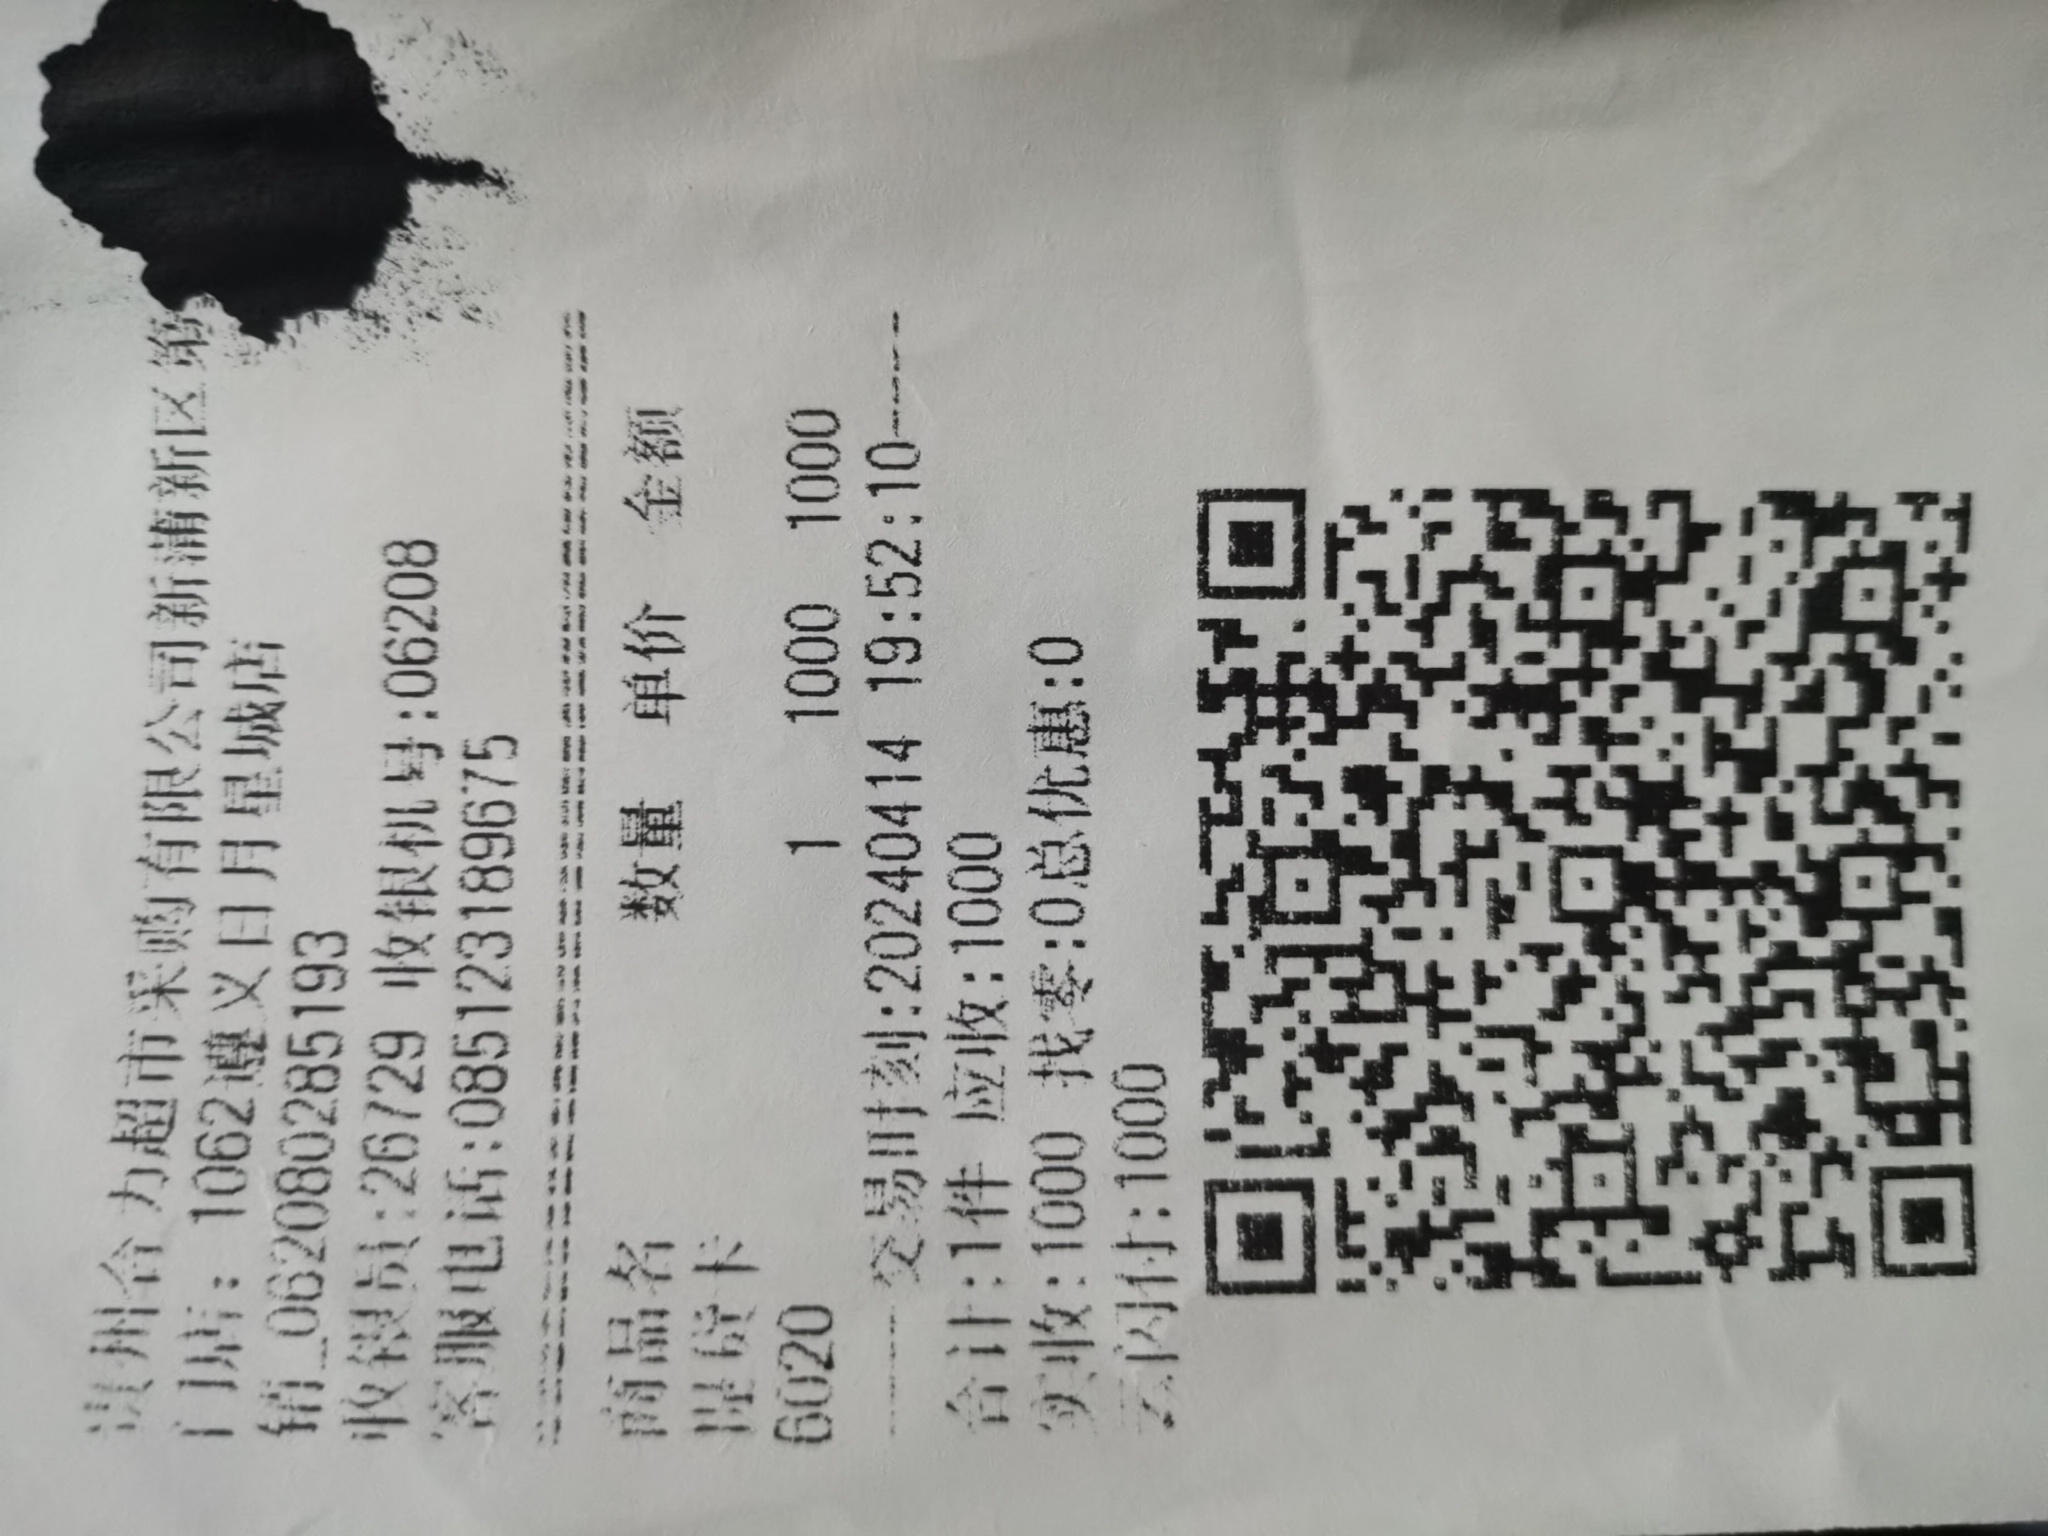 贵州合力超市采购有限公司新蒲新区第
门店: 1062遵义日月星城店
销_06208028519​3
收银员:26729 收银机号:06208
客服电话:085123189675
商品名 数量 单价 金额
提货卡
6020 1 1000 1000
-----交易时刻:20240414 19:52:10-----
合计:1件 应收:1000
实收:1000 找零:0总优惠:0
云闪付:1000